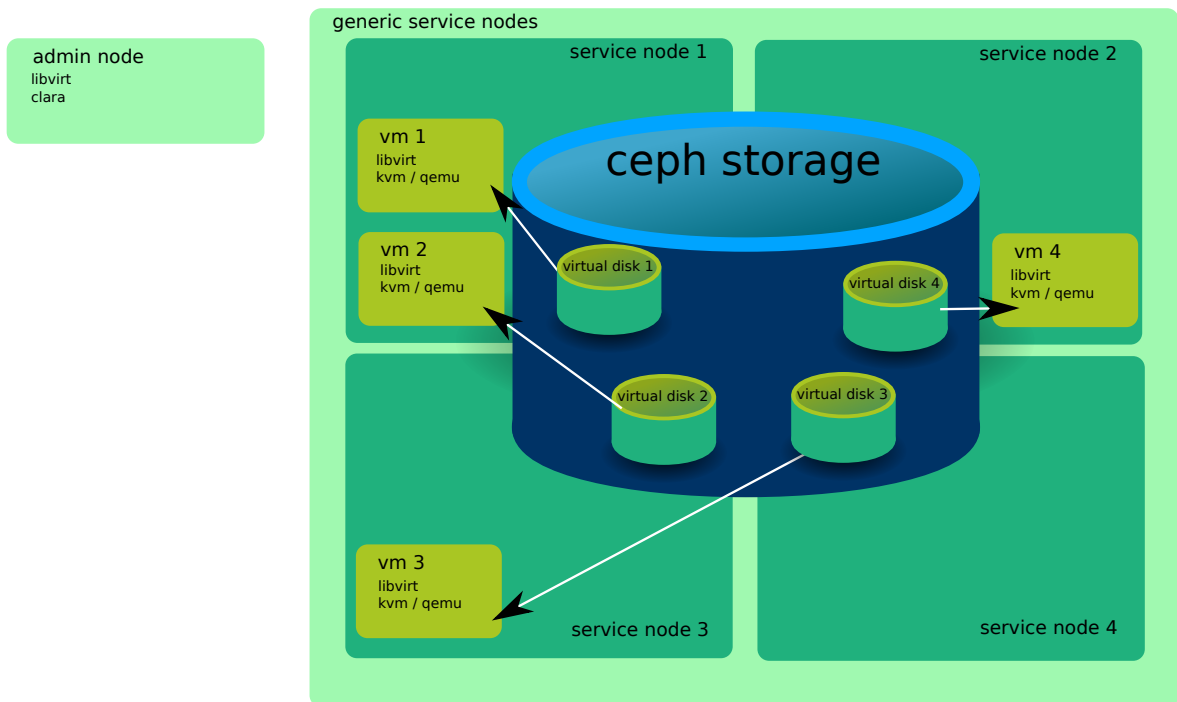 generic service nodes
admin node
libvirt
clara
service node 1
service node 2
vm 1
libvirt
kvm / qemu
ceph storage
vm 2
libvirt
kvm / qemu
vm 4
libvirt
kvm / qemu
virtual disk 1
virtual disk 4
virtual disk 2
virtual disk 3
vm 3
libvirt
kvm / qemu
service node 3
service node 4